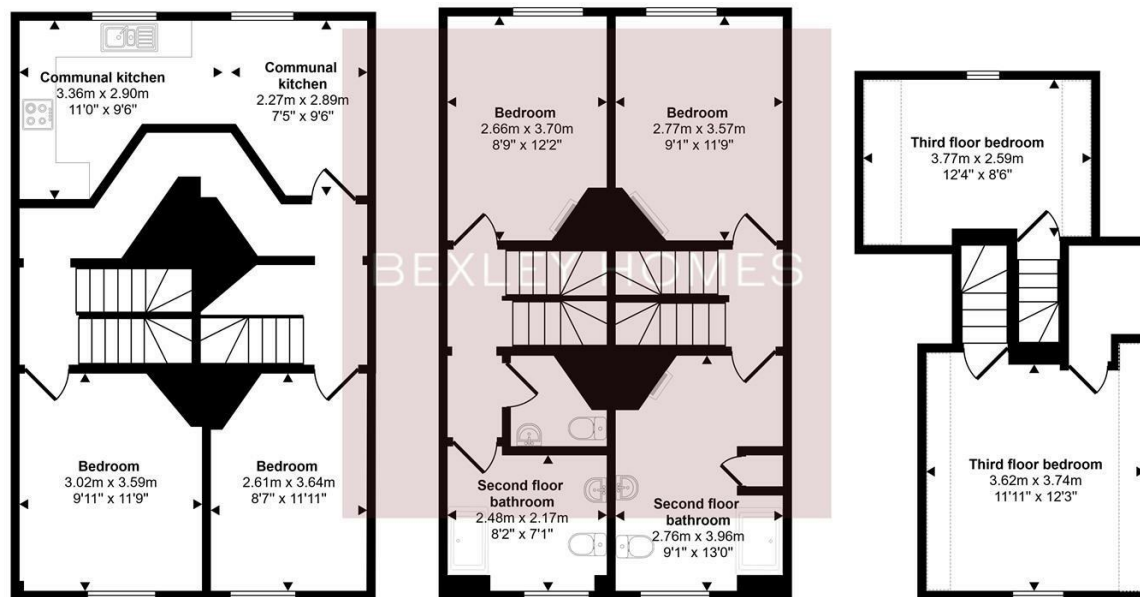 Communal kitchen
3.36m x 2.90m
11'0" x 9'6"
Communal
kitchen
2.27m x 2.89m
7'5" x 9'6"
Bedroom
3.02m x 3.59m
9'11" x 11'9"
Bedroom
2.61m x 3.64m
8'7" x 11'11"
Bedroom
2.66m x 3.70m
8'9" x 12'2"
Bedroom
2.77m x 3.57m
9'1" x 11'9"
BEXLEY HOMES
Second floor
bathroom
2.48m x 2.17m
8'2" x 7'1"
Second floor
bathroom
2.76m x 3.96m
9'1" x 13'0"
Third floor bedroom
3.77m x 2.59m
12'4" x 8'6"
Third floor bedroom
3.62m x 3.74m
11'11" x 12'3"